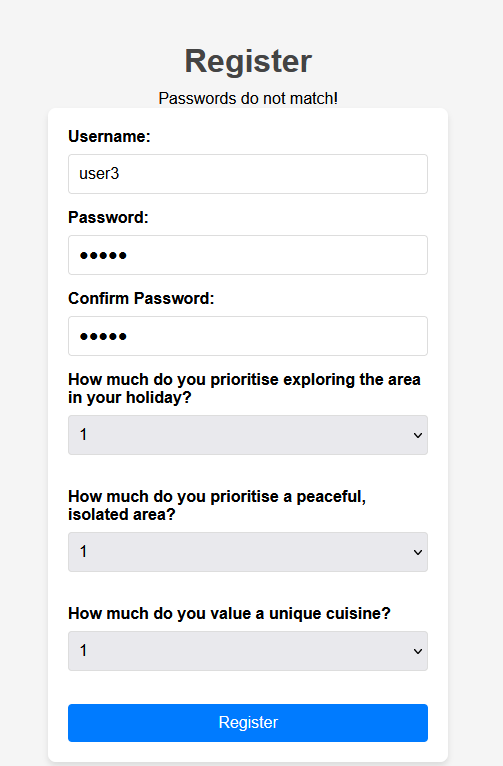 Register
Passwords do not match!
Username:
user3
Password:
●●●●●
Confirm Password:
●●●●●
How much do you prioritise exploring the area
in your holiday?
1
How much do you prioritise a peaceful,
isolated area?
1
How much do you value a unique cuisine?
1
Register